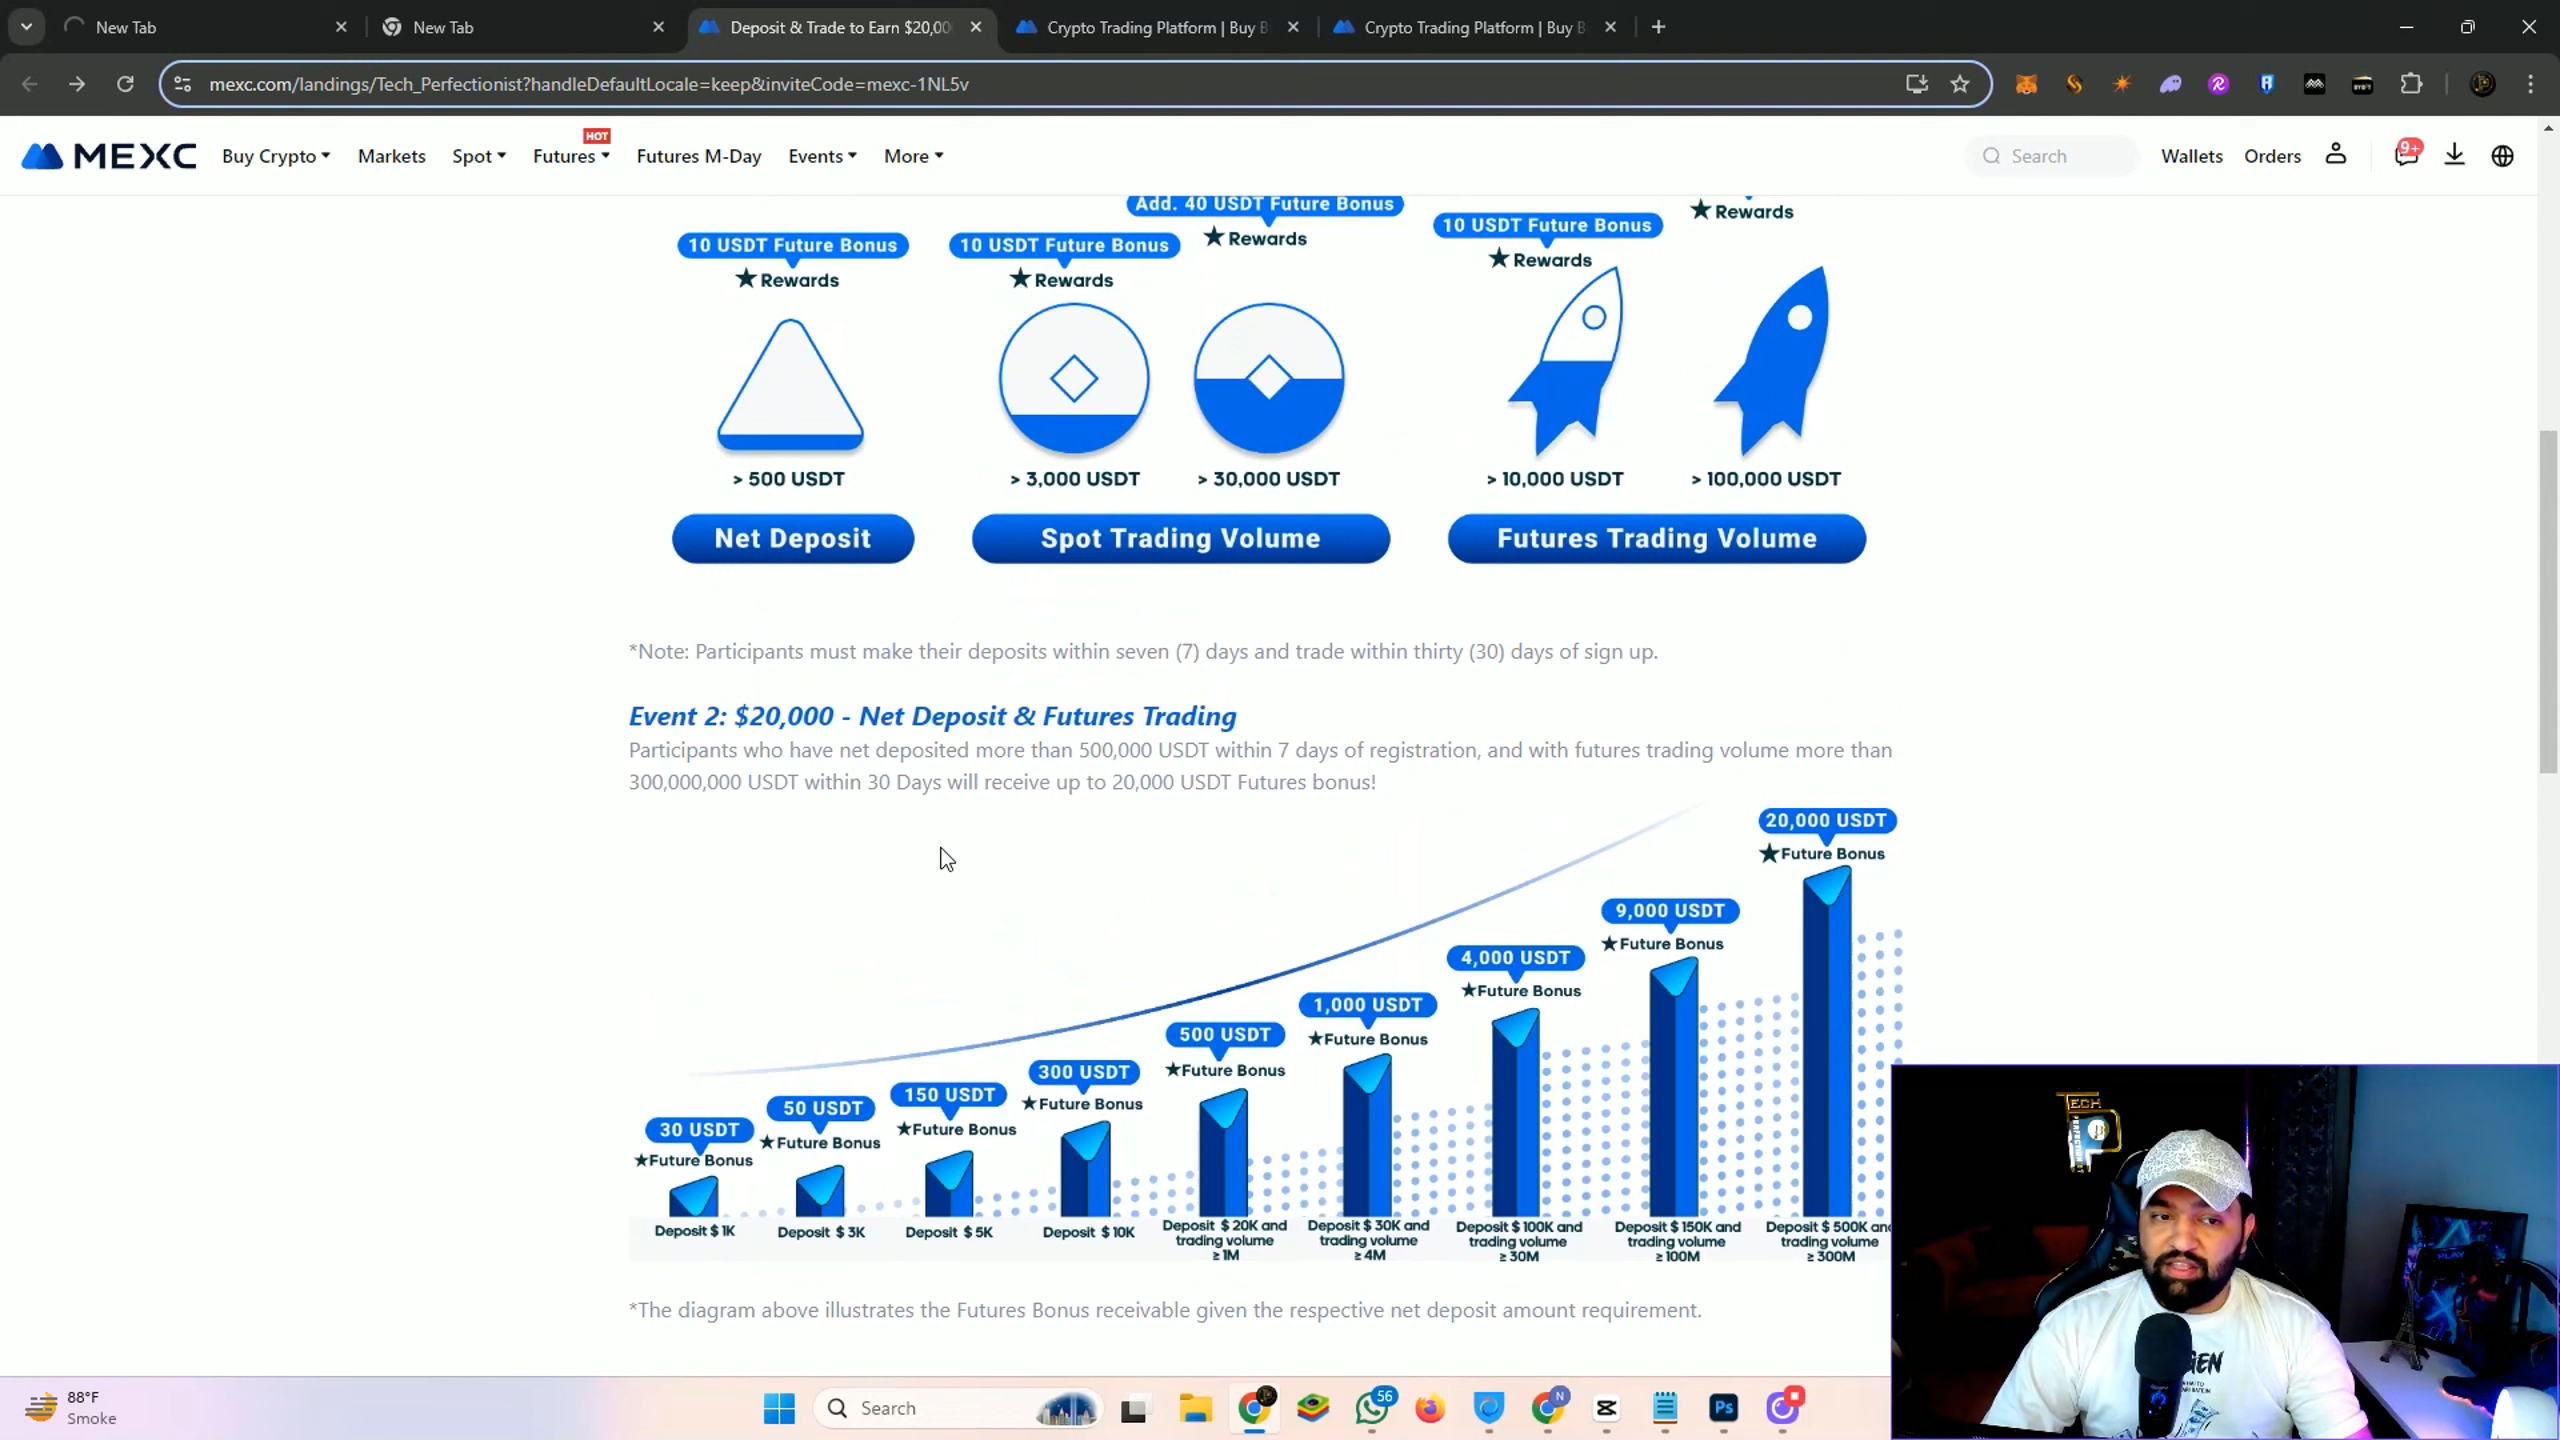 New Tab
New Tab
Deposit & Trade to Earn $20,00
Crypto Trading Platform | Buy B
Crypto Trading Platform | Buy B
mexc.com/landings/Tech_Perfectionist?handleDefaultLocale=keep&inviteCode=mexc-1NL5v
MEXC
Buy Crypto
Markets
Spot
Futures
HOT
Futures M-Day
Events
More
Search
Wallets
Orders
9+
10 USDT Future Bonus
Rewards
10 USDT Future Bonus
Rewards
Add. 40 USDT Future Bonus
Rewards
10 USDT Future Bonus
Rewards
Rewards
> 500 USDT
> 3,000 USDT
> 30,000 USDT
> 10,000 USDT
> 100,000 USDT
Net Deposit
Spot Trading Volume
Futures Trading Volume
*Note: Participants must make their deposits within seven (7) days and trade within thirty (30) days of sign up.
Event 2: $20,000 - Net Deposit & Futures Trading
Participants who have net deposited more than 500,000 USDT within 7 days of registration, and with futures trading volume more than
300,000,000 USDT within 30 Days will receive up to 20,000 USDT Futures bonus!
30 USDT
Future Bonus
50 USDT
Future Bonus
150 USDT
Future Bonus
300 USDT
Future Bonus
500 USDT
Future Bonus
1,000 USDT
Future Bonus
4,000 USDT
Future Bonus
9,000 USDT
Future Bonus
20,000 USDT
Future Bonus
Deposit $ 1K
Deposit $ 3K
Deposit $ 5K
Deposit $ 10K
Deposit $ 20K and
trading volume
≥ 1M
Deposit $ 30K and
trading volume
≥ 4M
Deposit $ 100K and
trading volume
≥ 30M
Deposit $ 150K and
trading volume
≥ 100M
Deposit $ 500K and
trading volume
≥ 300M
*The diagram above illustrates the Futures Bonus receivable given the respective net deposit amount requirement.
TECH
PLAY
88°F
Smoke
Search
56
N
Ps